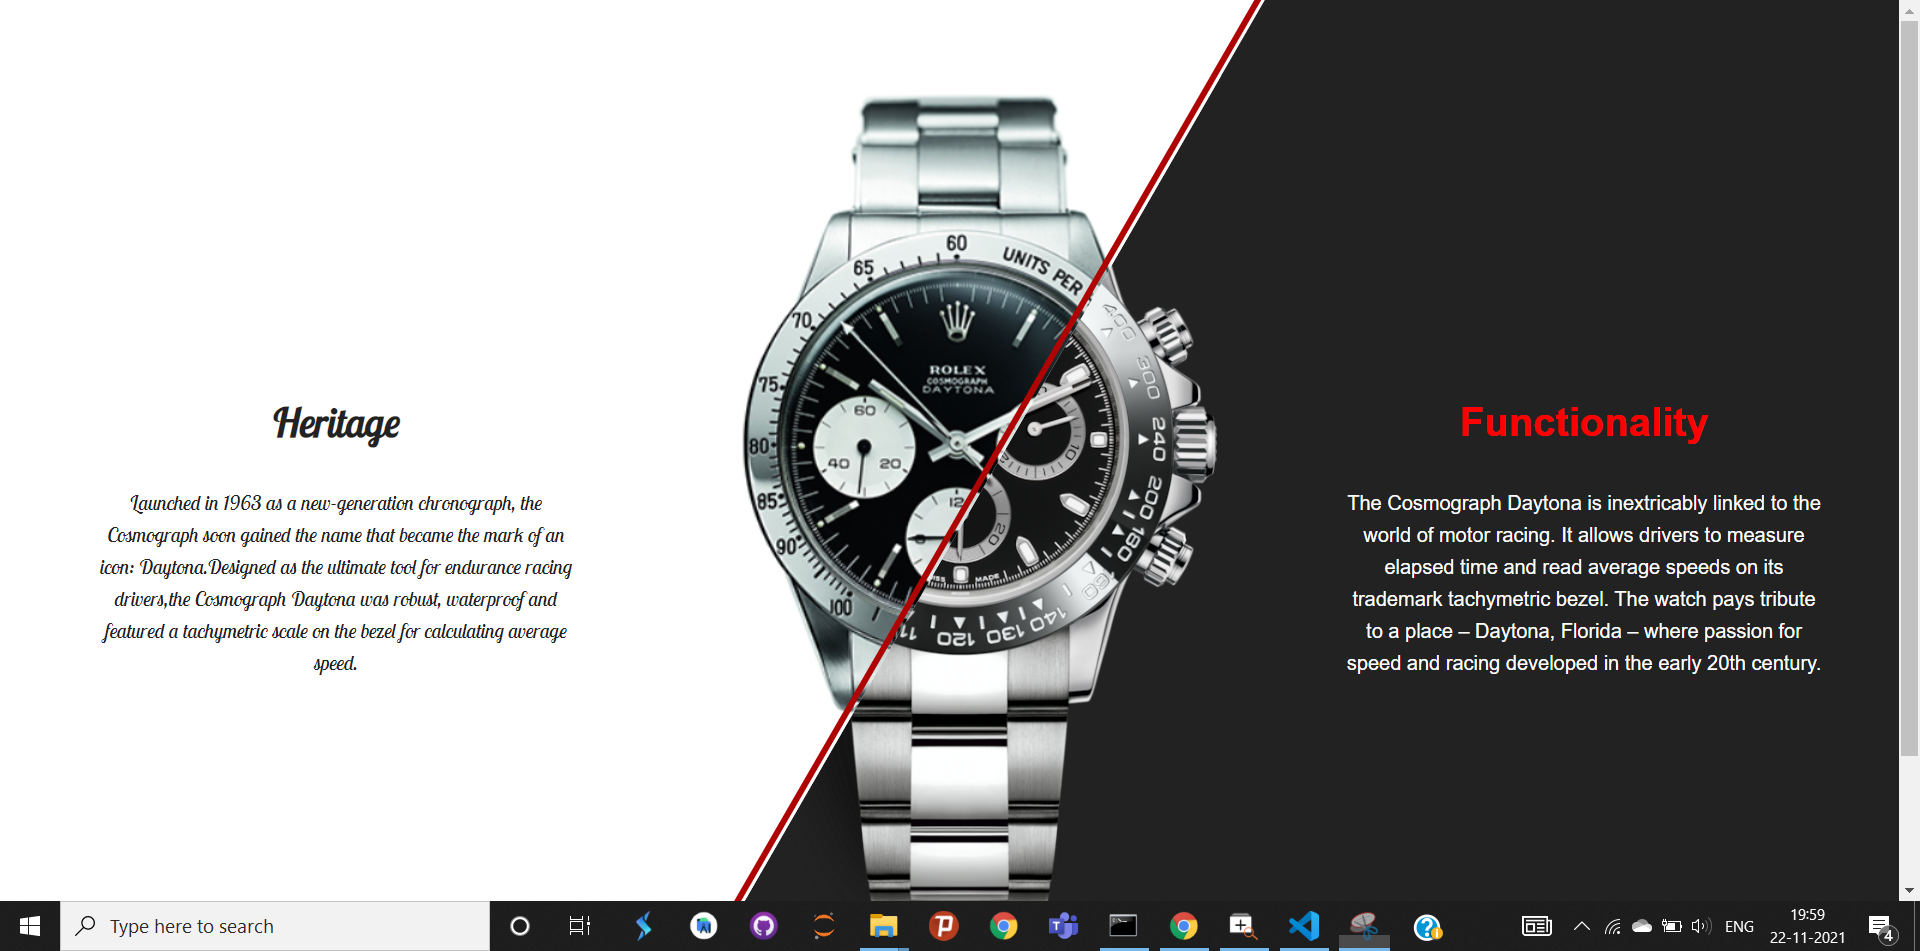 60
65
UNITS PER
70
400
300
ROLEX
COSMOGRAPH
DAYTONA
75
60
10
240
80
40
20
85
12
200
20
90
180
MADE
160
100
140
130
120
Heritage
Launched in 1963 as a new-generation chronograph, the
Cosmograph soon gained the name that became the mark of an
icon: Daytona.Designed as the ultimate tool for endurance racing
drivers,the Cosmograph Daytona was robust, waterproof and
featured a tachymetric scale on the bezel for calculating average
speed.
Functionality
The Cosmograph Daytona is inextricably linked to the
world of motor racing. It allows drivers to measure
elapsed time and read average speeds on its
trademark tachymetric bezel. The watch pays tribute
to a place – Daytona, Florida – where passion for
speed and racing developed in the early 20th century.
Type here to search
ENG
19:59
22-11-2021
4